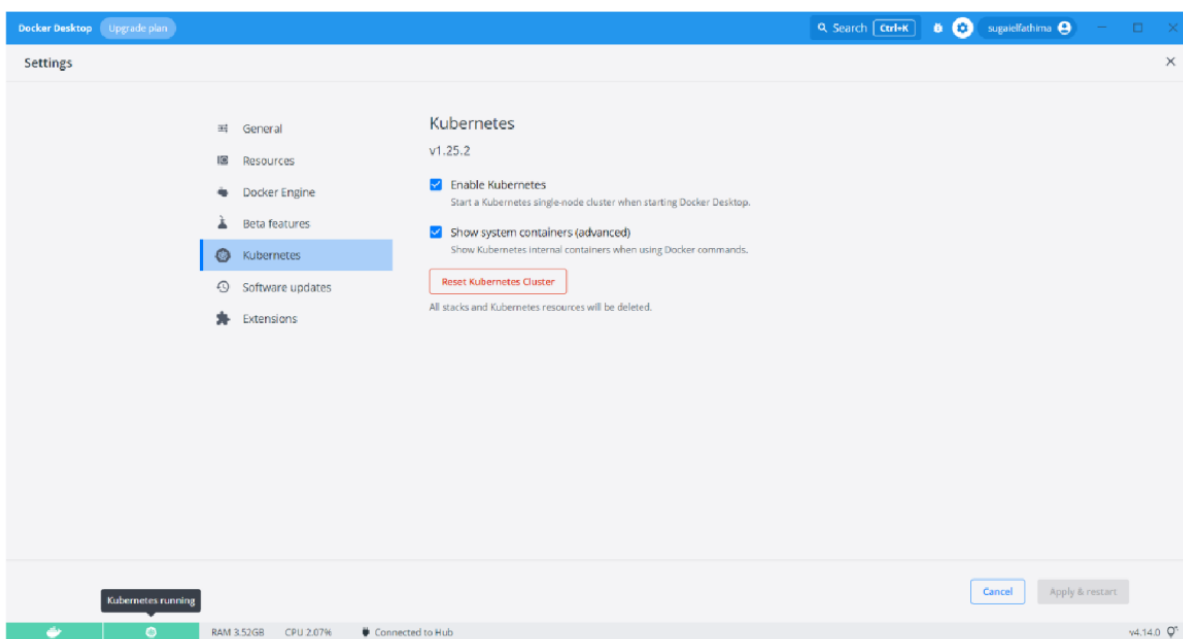 Docker Desktop Upgrade plan Search Ctrl+K sugaielfathima
Settings
General
Resources
Docker Engine
Beta features
Kubernetes
Software updates
Extensions
Kubernetes
v1.25.2
Enable Kubernetes
Start a Kubernetes single-node cluster when starting Docker Desktop.
Show system containers (advanced)
Show Kubernetes internal containers when using Docker commands.
Reset Kubernetes Cluster
All stacks and Kubernetes resources will be deleted.
Cancel Apply & restart
Kubernetes running
RAM 3.52GB CPU 2.07% Connected to Hub v4.14.0